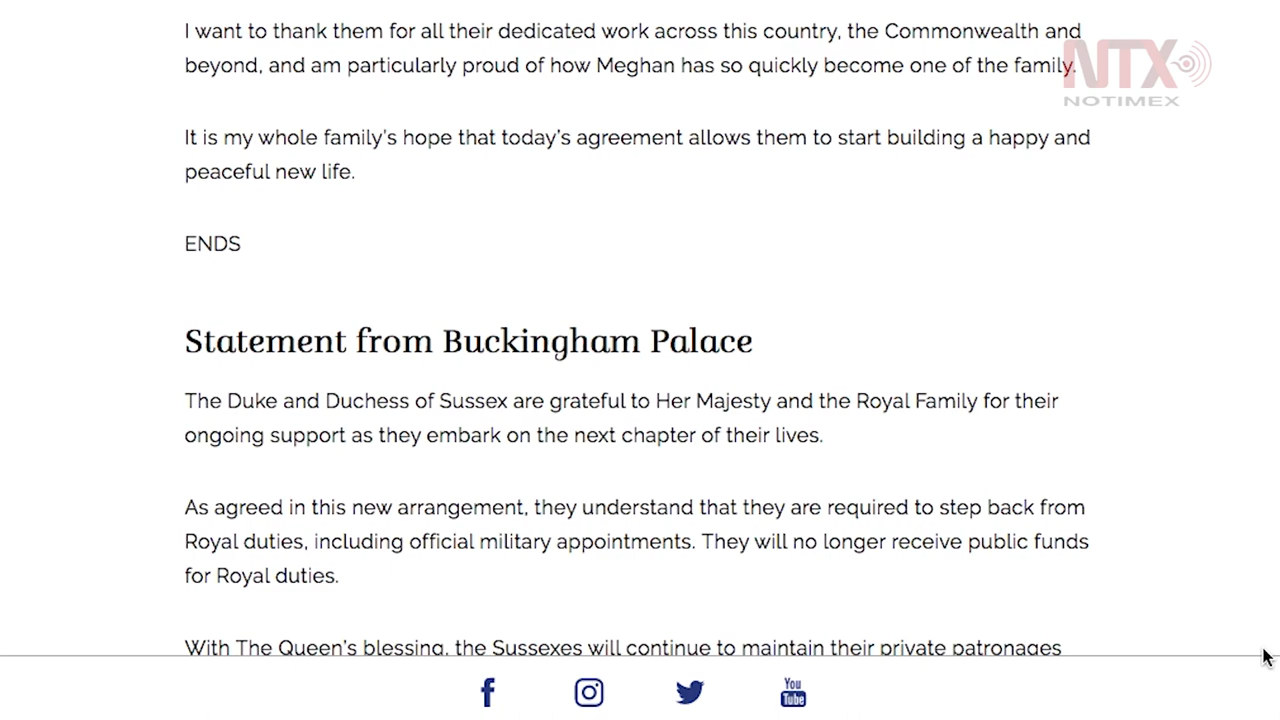 I want to thank them for all their dedicated work across this country, the Commonwealth and
beyond, and am particularly proud of how Meghan has so quickly become one of the family.
NTX
NOTIMEX
It is my whole family's hope that today's agreement allows them to start building a happy and
peaceful new life.
ENDS
Statement from Buckingham Palace
The Duke and Duchess of Sussex are grateful to Her Majesty and the Royal Family for their
ongoing support as they embark on the next chapter of their lives.
As agreed in this new arrangement, they understand that they are required to step back from
Royal duties, including official military appointments. They will no longer receive public funds
for Royal duties.
With The Queen's blessing, the Sussexes will continue to maintain their private patronages
You
Tube